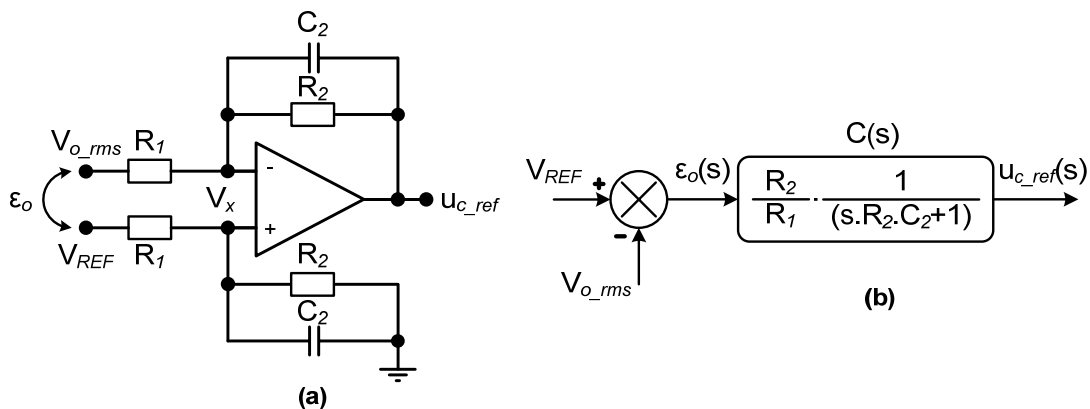 C2
R2
Vo_rms R1
-
εo
Vx
uc_ref
+
VREF R1
R2
C2
(a)
C(s)
VREF + εo(s) R2/R1 . 1/(s.R2.C2+1) uc_ref(s)
-
Vo_rms
(b)